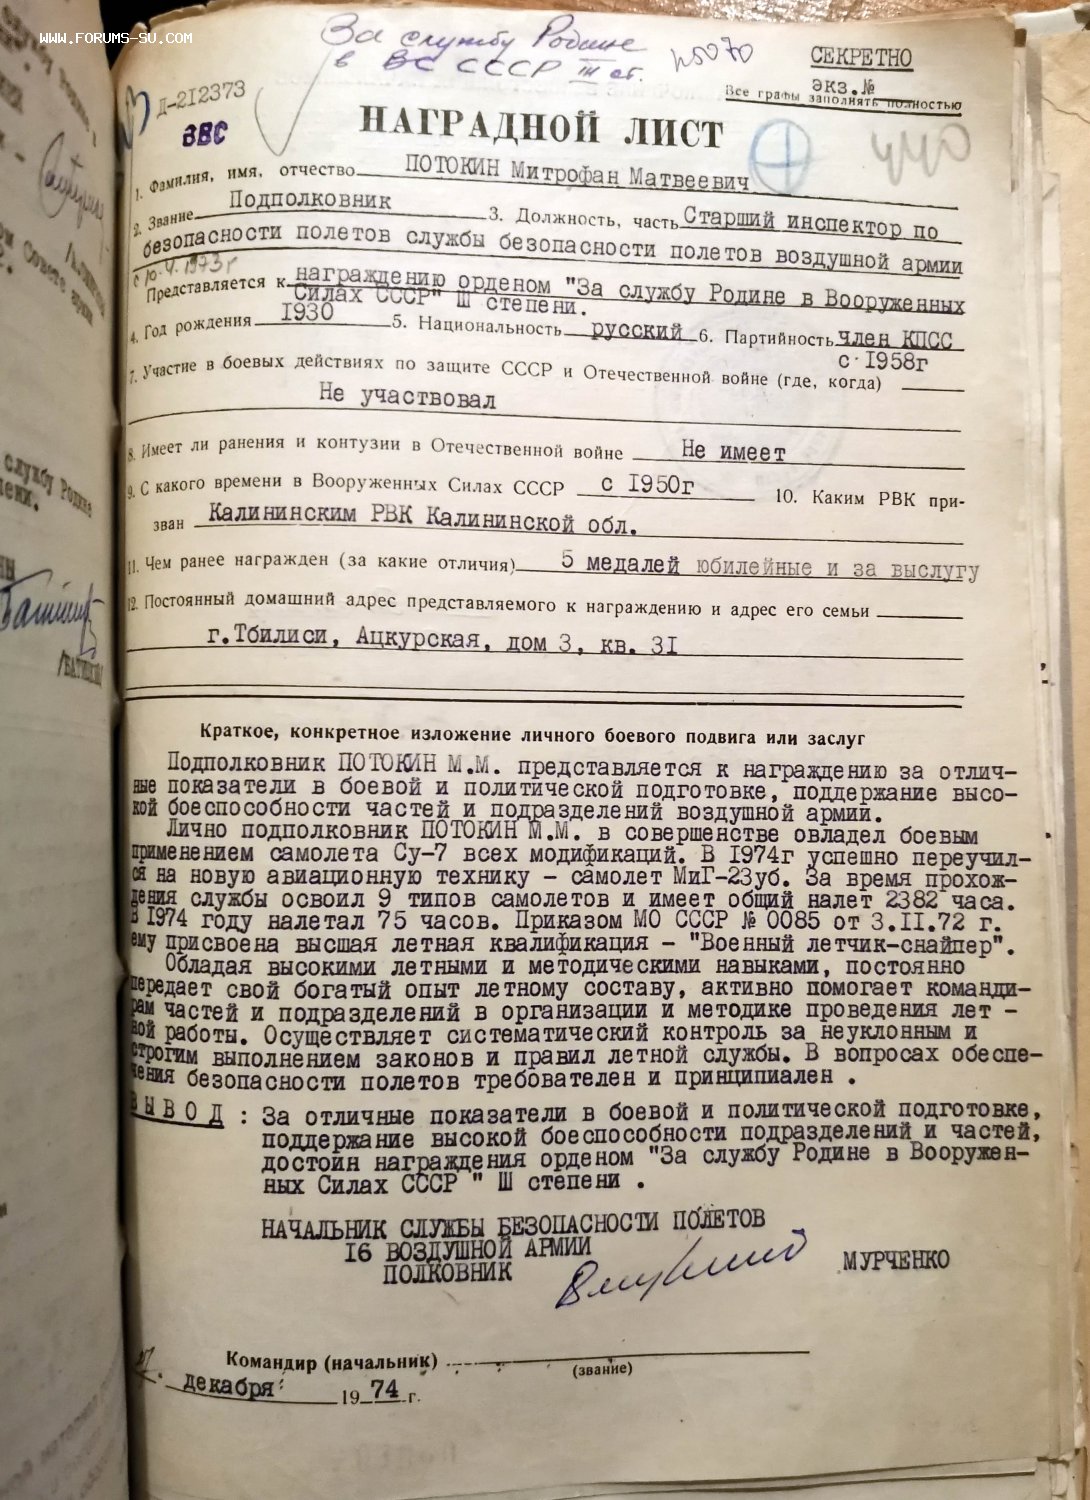 WWW.FORUMS-SU.COM
За службу Родине
в ВС СССР III ст.
СЕКРЕТНО
ЭКЗ.№
Все графы заполнять полностью
Д-212373
ВВС
440
НАГРАДНОЙ ЛИСТ
1. Фамилия, имя, отчество ПОТОКИН Митрофан Матвеевич
2. Звание Подполковник 3. Должность, часть Старший инспектор по
безопасности полетов службы безопасности полетов воздушной армии
с 10.4.1973г
Представляется к награждению орденом "За службу Родине в Вооруженных
Силах СССР" Ш степени.
4. Год рождения I930 5. Национальность русский 6. Партийность Член КПСС
с I958г
7. Участие в боевых действиях по защите СССР и Отечественной войне (где, когда)
Не участвовал
8. Имеет ли ранения и контузии в Отечественной войне Не имеет
9. С какого времени в Вооруженных Силах СССР с I950г 10. Каким РВК при-
зван Калининским РВК Калининской обл.
11. Чем ранее награжден (за какие отличия) 5 медалей юбилейные и за выслугу
12. Постоянный домашний адрес представляемого к награждению и адрес его семьи
г.Тбилиси, Ацкурская, дом 3, кв. 3I
Краткое, конкретное изложение личного боевого подвига или заслуг
Подполковник ПОТОКИН М.М. представляется к награждению за отлич-
ные показатели в боевой и политической подготовке, поддержание высо-
кой боеспособности частей и подразделений воздушной армии.
Лично подполковник ПОТОКИН М.М. в совершенстве овладел боевым
применением самолета Су-7 всех модификаций. В I974г успешно переучил-
ся на новую авиационную технику - самолет МиГ-23уб. За время прохож-
дения службы освоил 9 типов самолетов и имеет общий налет 2382 часа.
В I974 году налетал 75 часов. Приказом МО СССР № 0085 от 3.II.72 г.
ему присвоена высшая летная квалификация - "Военный летчик-снайпер".
Обладая высокими летными и методическими навыками, постоянно
передает свой богатый опыт летному составу, активно помогает команди-
рам частей и подразделений в организации и методике проведения лет -
ной работы. Осуществляет систематический контроль за неуклонным и
строгим выполнением законов и правил летной службы. В вопросах обеспе-
чения безопасности полетов требователен и принципиален .
ВЫВОД : За отличные показатели в боевой и политической подготовке,
поддержание высокой боеспособности подразделений и частей,
достоин награждения орденом "За службу Родине в Вооружен-
ных Силах СССР " Ш степени .
НАЧАЛЬНИК СЛУЖБЫ БЕЗОПАСНОСТИ ПОЛЕТОВ
I6 ВОЗДУШНОЙ АРМИИ
ПОЛКОВНИК МУРЧЕНКО
Командир (начальник)
(звание)
декабря 1974 г.
службу Родине
/БАТИЦКИ